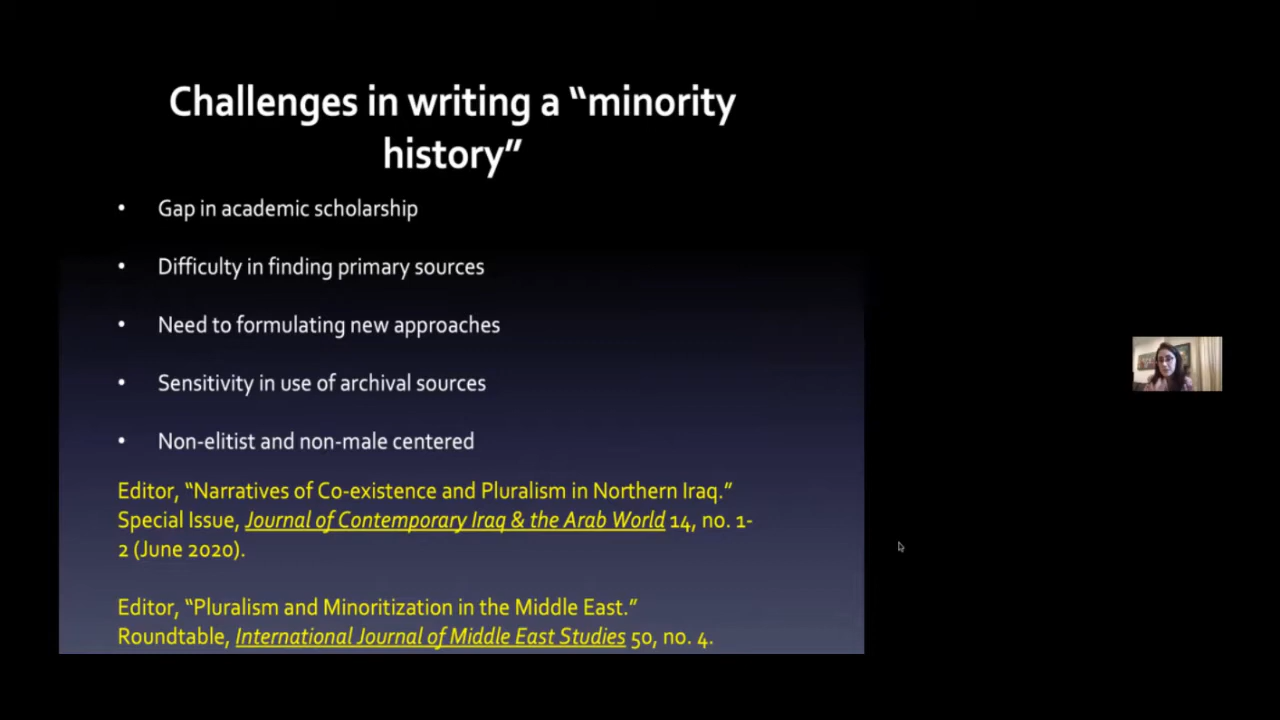 Challenges in writing a “minority
history”
• Gap in academic scholarship
• Difficulty in finding primary sources
• Need to formulating new approaches
• Sensitivity in use of archival sources
• Non-elitist and non-male centered
Editor, “Narratives of Co-existence and Pluralism in Northern Iraq.”
Special Issue, Journal of Contemporary Iraq & the Arab World 14, no. 1-
2 (June 2020).
Editor, “Pluralism and Minoritization in the Middle East.”
Roundtable, International Journal of Middle East Studies 50, no. 4.